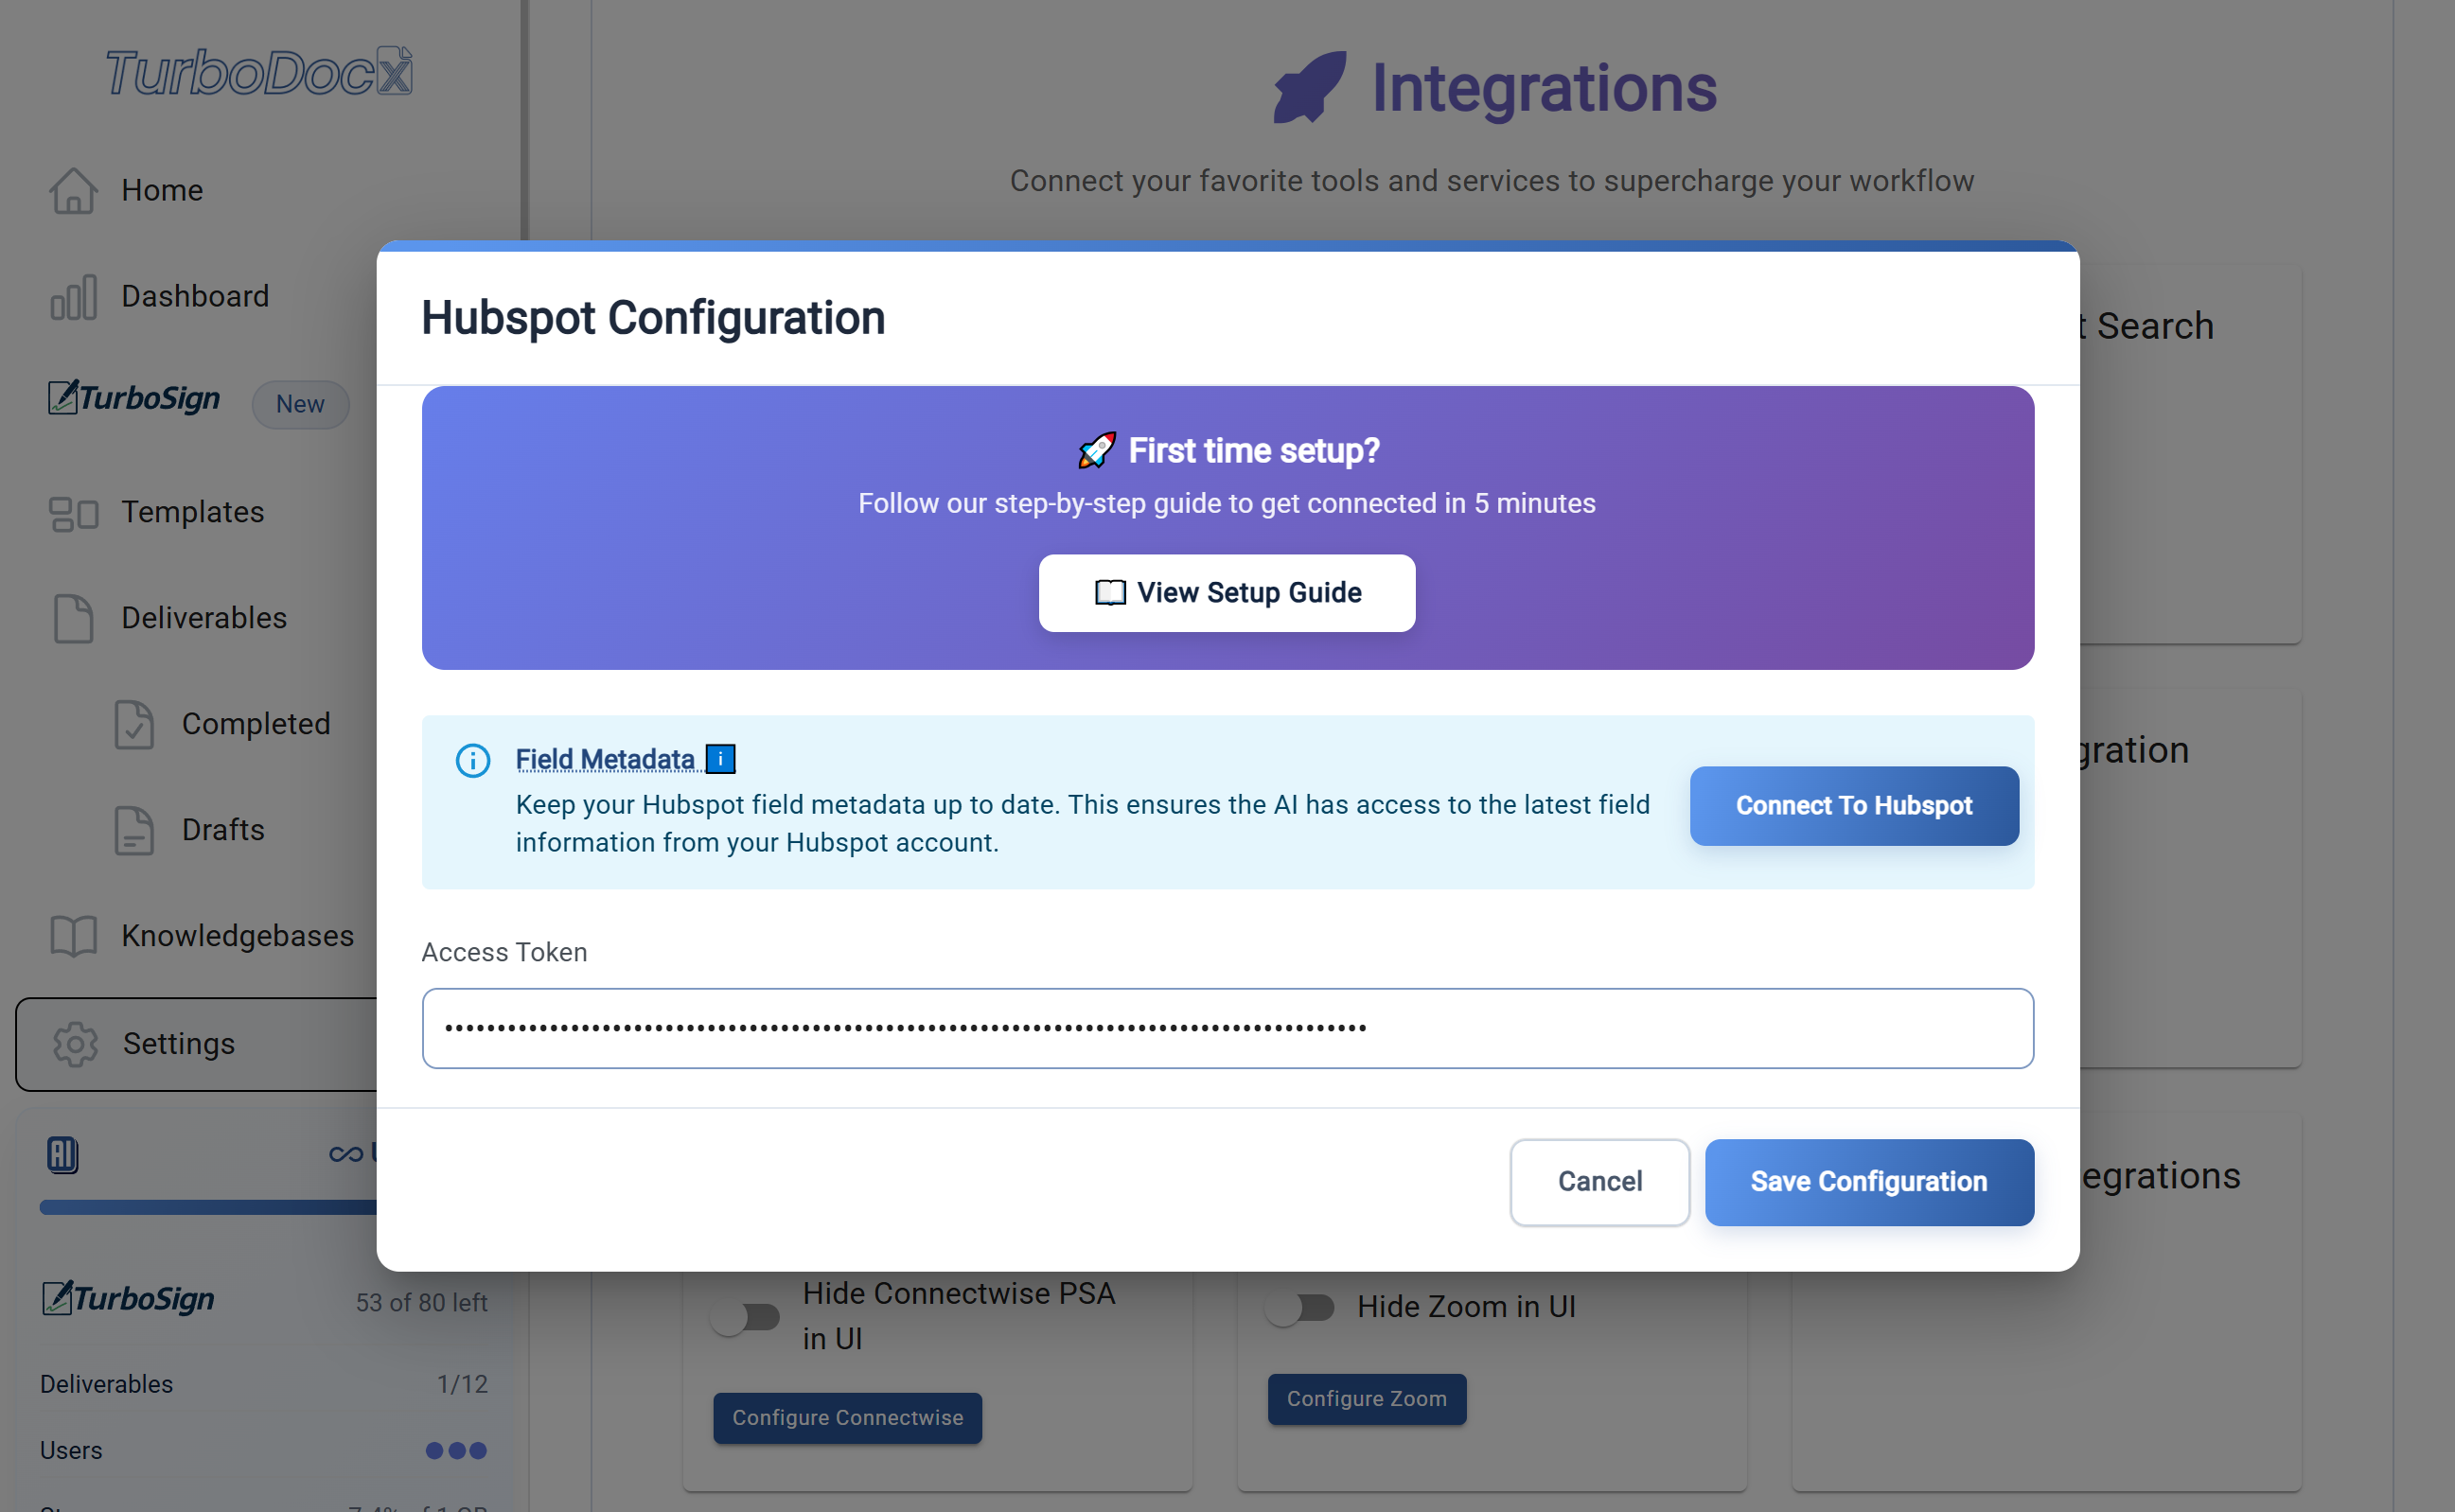 TurboDocX
Home
Dashboard
TurboSign
New
Templates
Deliverables
Completed
Drafts
Knowledgebases
Settings
TurboSign
53 of 80 left
Deliverables
1/12
Users
Integrations
Connect your favorite tools and services to supercharge your workflow
Search
Hubspot Configuration
First time setup?
Follow our step-by-step guide to get connected in 5 minutes
View Setup Guide
Field Metadata i
Keep your Hubspot field metadata up to date. This ensures the AI has access to the latest field
information from your Hubspot account.
Connect To Hubspot
Access Token
••••••••••••••••••••••••••••••••••••••••••••••••••••••••••••••••••••••••••••••••••••••••
Cancel
Save Configuration
Hide Connectwise PSA
in UI
Configure Connectwise
Hide Zoom in UI
Configure Zoom